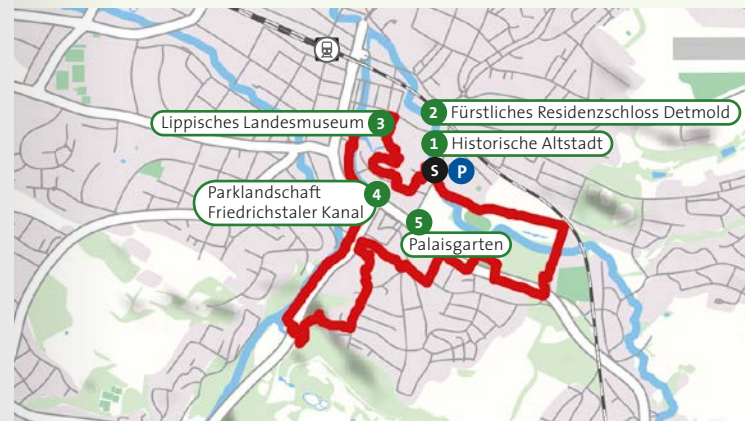 2 Fürstliches Residenzschloss Detmold
Lippisches Landesmuseum 3
1 Historische Altstadt
S P
Parklandschaft
Friedrichstaler Kanal
4
5
Palaisgarten